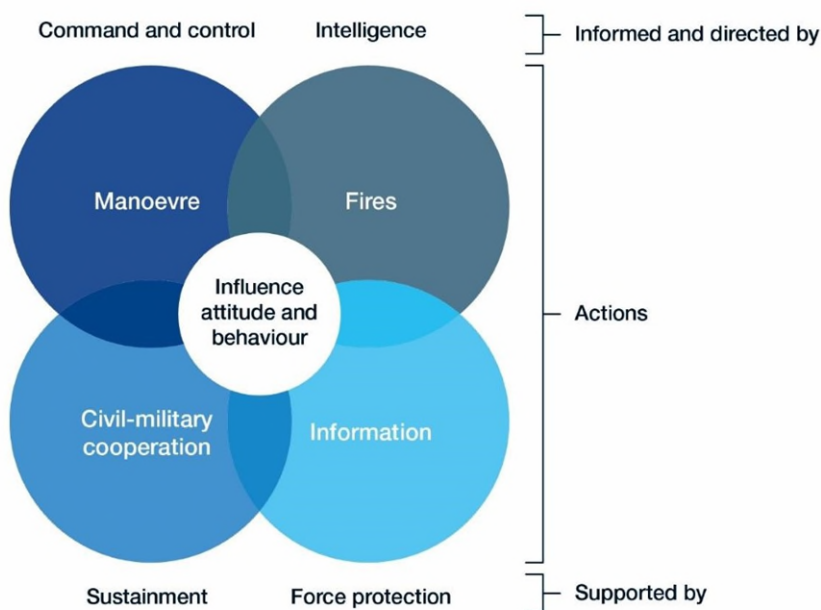 Command and control
Intelligence
Informed and directed by
Manoevre
Fires
Influence
attitude and
behaviour
Actions
Civil-military
cooperation
Information
Sustainment
Force protection
Supported by